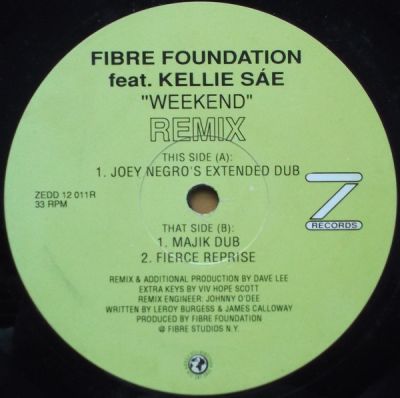 FIBRE FOUNDATION
feat. KELLIE SÁE
"WEEKEND"
REMIX
THIS SIDE (A):
1. JOEY NEGRO'S EXTENDED DUB
ZEDD 12 011R
33 RPM
Z
RECORDS
THAT SIDE (B):
1. MAJIK DUB
2. FIERCE REPRISE
REMIX & ADDITIONAL PRODUCTION BY DAVE LEE
EXTRA KEYS BY VIV HOPE SCOTT
REMIX ENGINEER: JOHNNY O'DEE
WRITTEN BY LEROY BURGESS & JAMES CALLOWAY
PRODUCED BY FIBRE FOUNDATION
@ FIBRE STUDIOS N.Y.